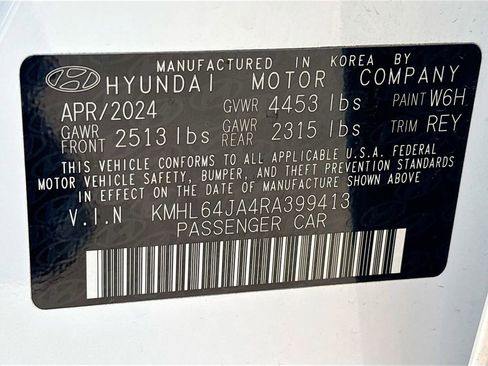 MANUFACTURED IN KOREA BY
HYUNDAI MOTOR COMPANY
APR/2024 GVWR 4453 lbs PAINT W6H
GAWR FRONT 2513 lbs GAWR REAR 2315 lbs TRIM REY
THIS VEHICLE CONFORMS TO ALL APPLICABLE U.S.A. FEDERAL
MOTOR VEHICLE SAFETY, BUMPER, AND THEFT PREVENTION STANDARDS
IN EFFECT ON THE DATE OF MANUFACTURE SHOWN ABOVE.
V.I.N KMHL64JA4RA399413
PASSENGER CAR